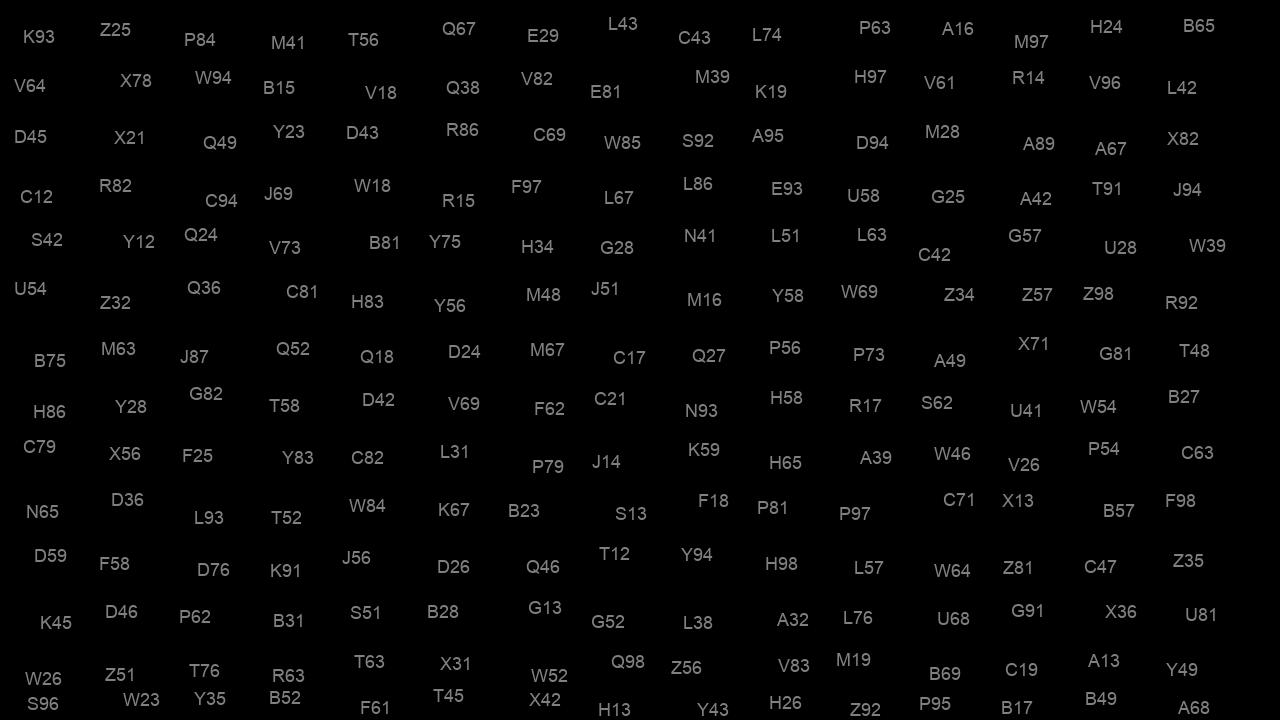 K93 Z25 P84 M41 T56 Q67 E29 L43 C43 L74 P63 A16 M97 H24 B65
V64 X78 W94 B15 V18 Q38 V82 E81 M39 K19 H97 V61 R14 V96 L42
D45 X21 Q49 Y23 D43 R86 C69 W85 S92 A95 D94 M28 A89 A67 X82
C12 R82 C94 J69 W18 R15 F97 L67 L86 E93 U58 G25 A42 T91 J94
S42 Y12 Q24 V73 B81 Y75 H34 G28 N41 L51 L63 C42 G57 U28 W39
U54 Z32 Q36 C81 H83 Y56 M48 J51 M16 Y58 W69 Z34 Z57 Z98 R92
B75 M63 J87 Q52 Q18 D24 M67 C17 Q27 P56 P73 A49 X71 G81 T48
H86 Y28 G82 T58 D42 V69 F62 C21 N93 H58 R17 S62 U41 W54 B27
C79 X56 F25 Y83 C82 L31 P79 J14 K59 H65 A39 W46 V26 P54 C63
N65 D36 L93 T52 W84 K67 B23 S13 F18 P81 P97 C71 X13 B57 F98
D59 F58 D76 K91 J56 D26 Q46 T12 Y94 H98 L57 W64 Z81 C47 Z35
K45 D46 P62 B31 S51 B28 G13 G52 L38 A32 L76 U68 G91 X36 U81
W26 Z51 T76 R63 T63 X31 W52 Q98 Z56 V83 M19 B69 C19 A13 Y49
S96 W23 Y35 B52 F61 T45 X42 H13 Y43 H26 Z92 P95 B17 B49 A68